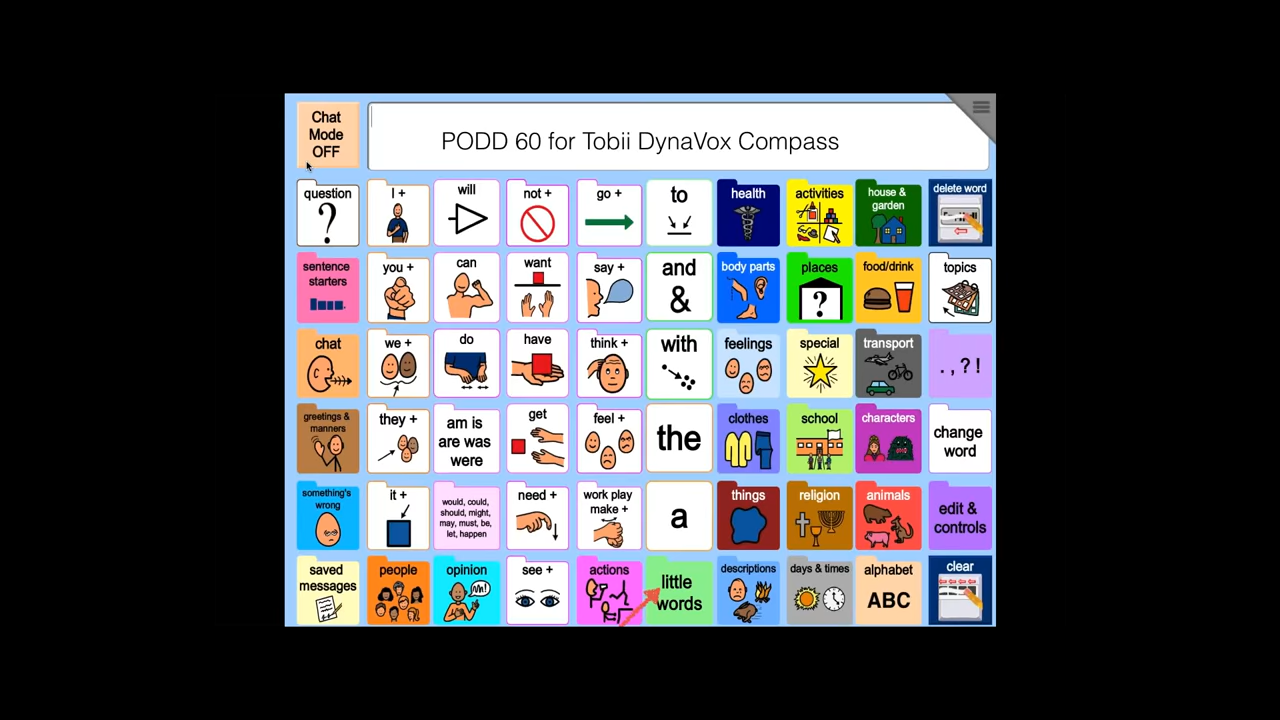 Chat
Mode
OFF
PODD 60 for Tobii DynaVox Compass
question
?
I +
will
not +
go +
to
health
activities
house &
garden
delete word
sentence
starters
you +
can
want
say +
and
&
body parts
places
?
food/drink
topics
chat
we +
do
have
think +
with
feelings
special
transport
. , ? !
greetings &
manners
they +
am is
are was
were
get
feel +
the
clothes
school
characters
change
word
something's
wrong
it +
would, could,
should, might,
may, must, be,
let, happen
need +
work play
make +
a
things
religion
animals
edit &
controls
saved
messages
people
opinion
see +
actions
little
words
descriptions
days & times
alphabet
ABC
clear